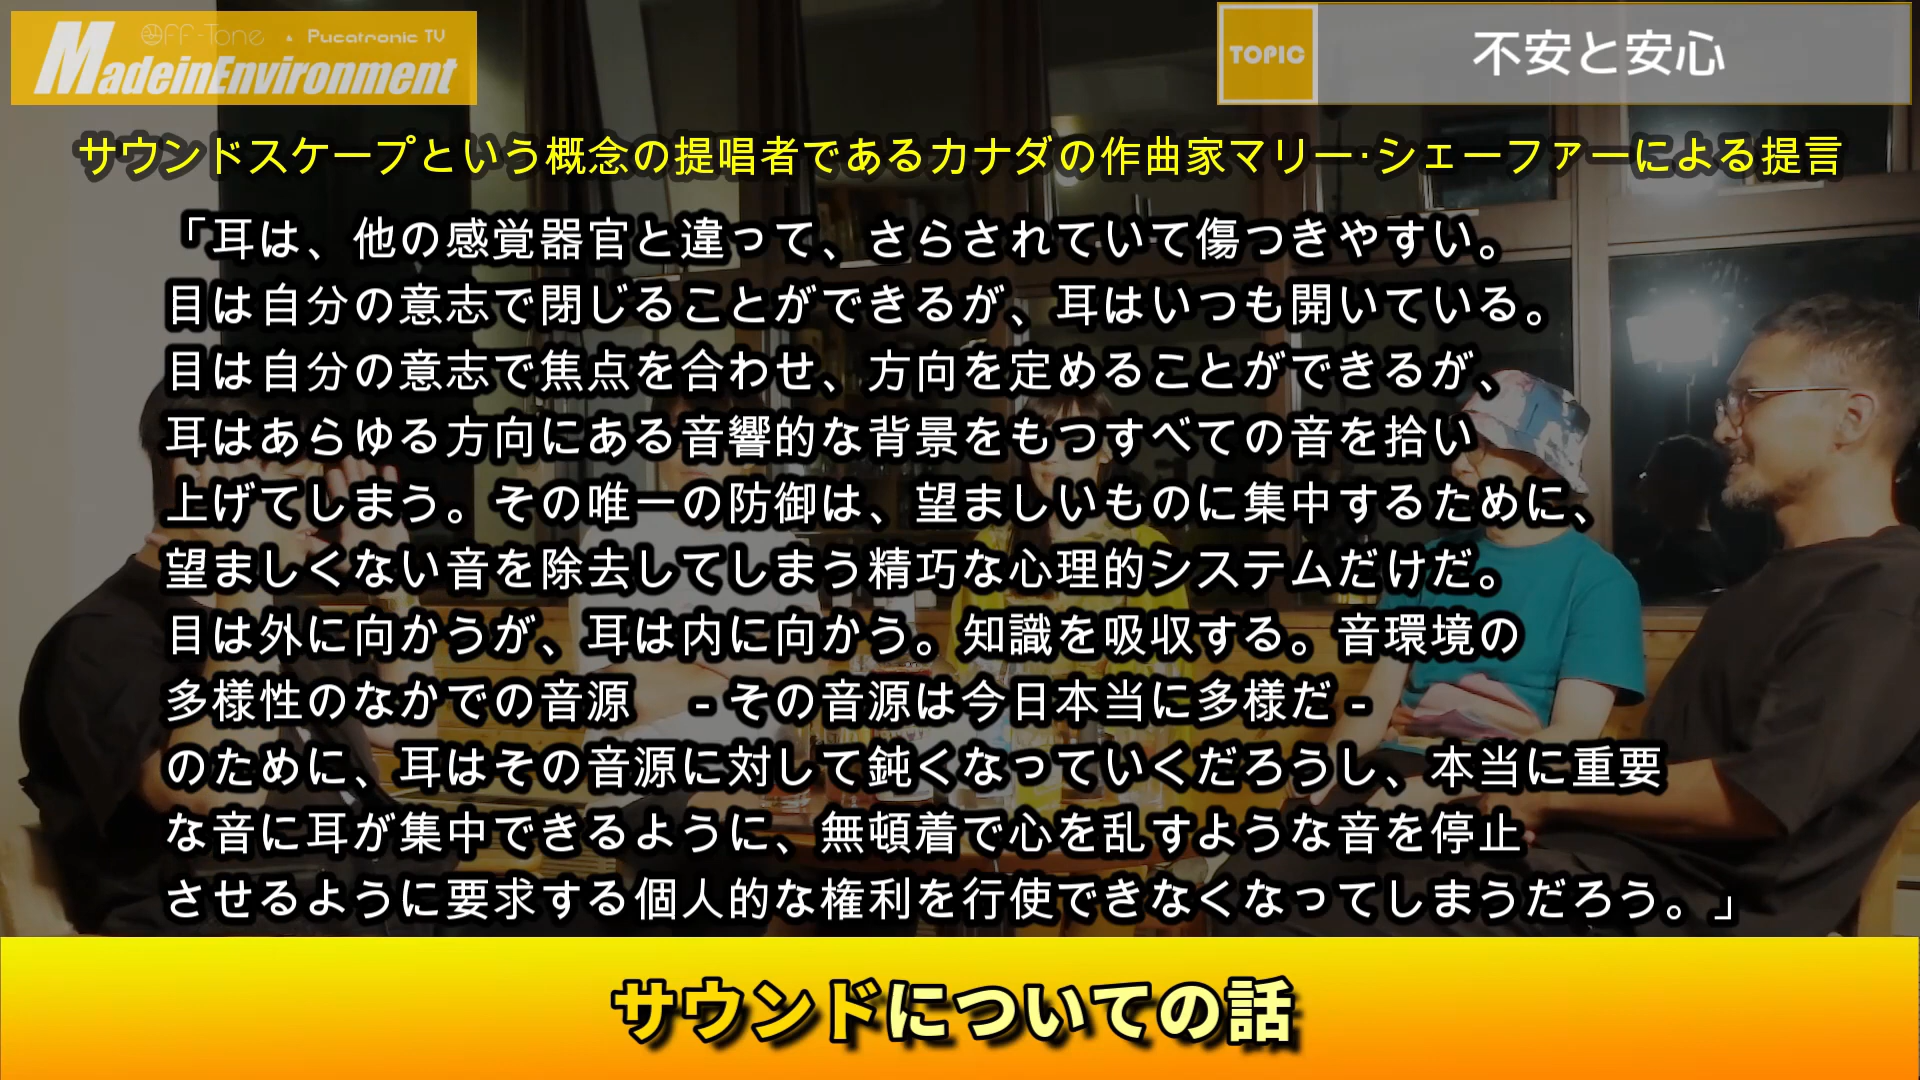 Off-Tone ▲ Pucatronic TV
MadeinEnvironment
TOPIC
不安と安心
サウンドスケープという概念の提唱者であるカナダの作曲家マリー・シェーファーによる提言
「耳は、他の感覚器官と違って、さらされていて傷つきやすい。
目は自分の意志で閉じることができるが、耳はいつも開いている。
目は自分の意志で焦点を合わせ、方向を定めることができるが、
耳はあらゆる方向にある音響的な背景をもつすべての音を拾い
上げてしまう。その唯一の防御は、望ましいものに集中するために、
望ましくない音を除去してしまう精巧な心理的システムだけだ。
目は外に向かうが、耳は内に向かう。知識を吸収する。音環境の
多様性のなかでの音源　- その音源は今日本当に多様だ -
のために、耳はその音源に対して鈍くなっていくだろうし、本当に重要
な音に耳が集中できるように、無頓着で心を乱すような音を停止
させるように要求する個人的な権利を行使できなくなってしまうだろう。」
サウンドについての話